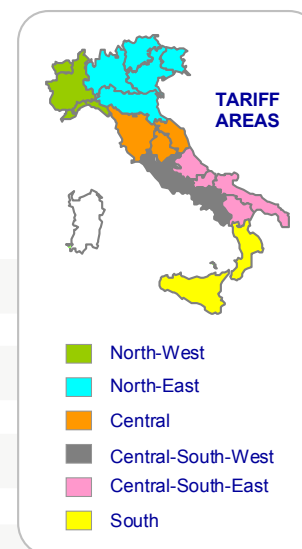 TARIFF
AREAS
North-West
North-East
Central
Central-South-West
Central-South-East
South